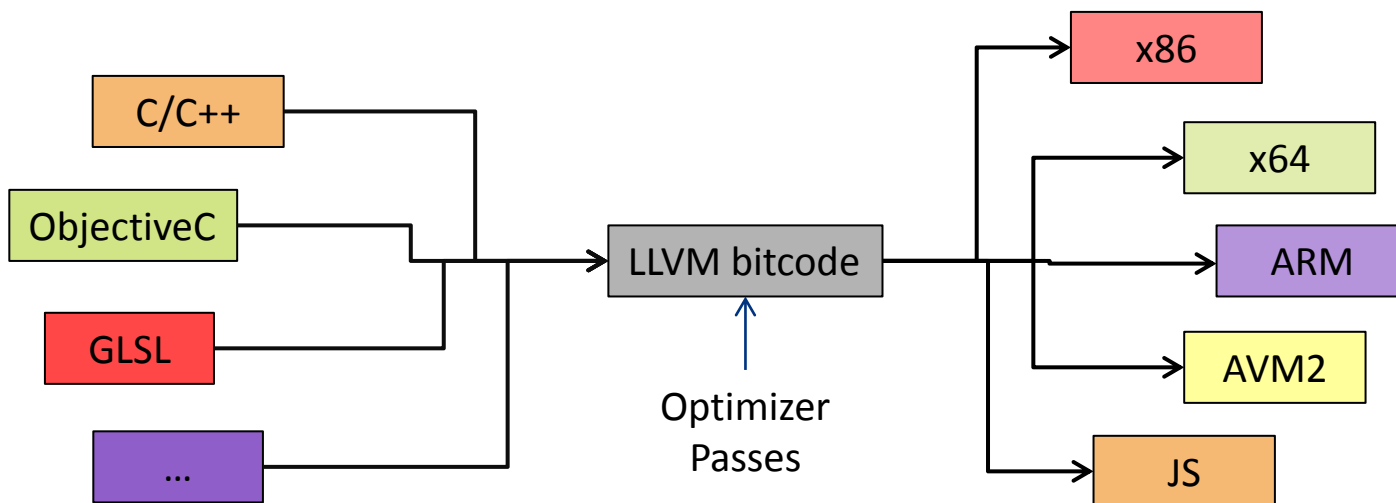 C/C++
ObjectiveC
GLSL
...
LLVM bitcode
Optimizer
Passes
x86
x64
ARM
AVM2
JS